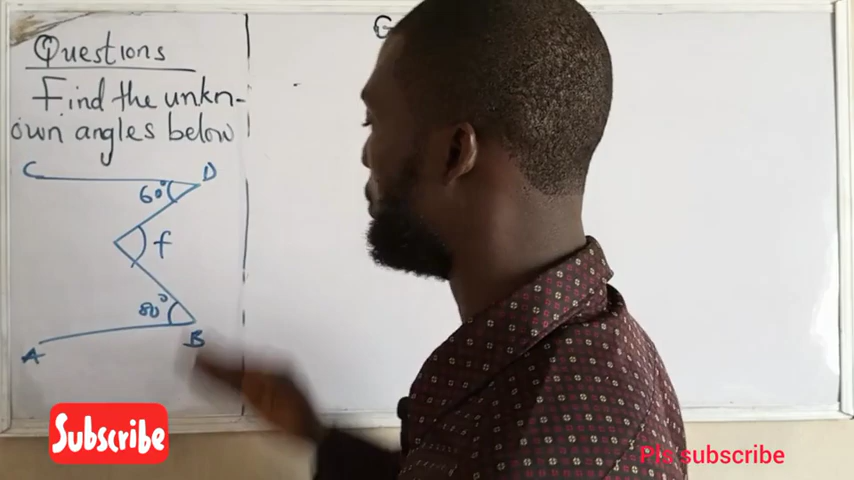 Questions
Find the unkn-
own angles below
C
D
60°
f
80°
B
A
G
Subscribe
Pls subscribe